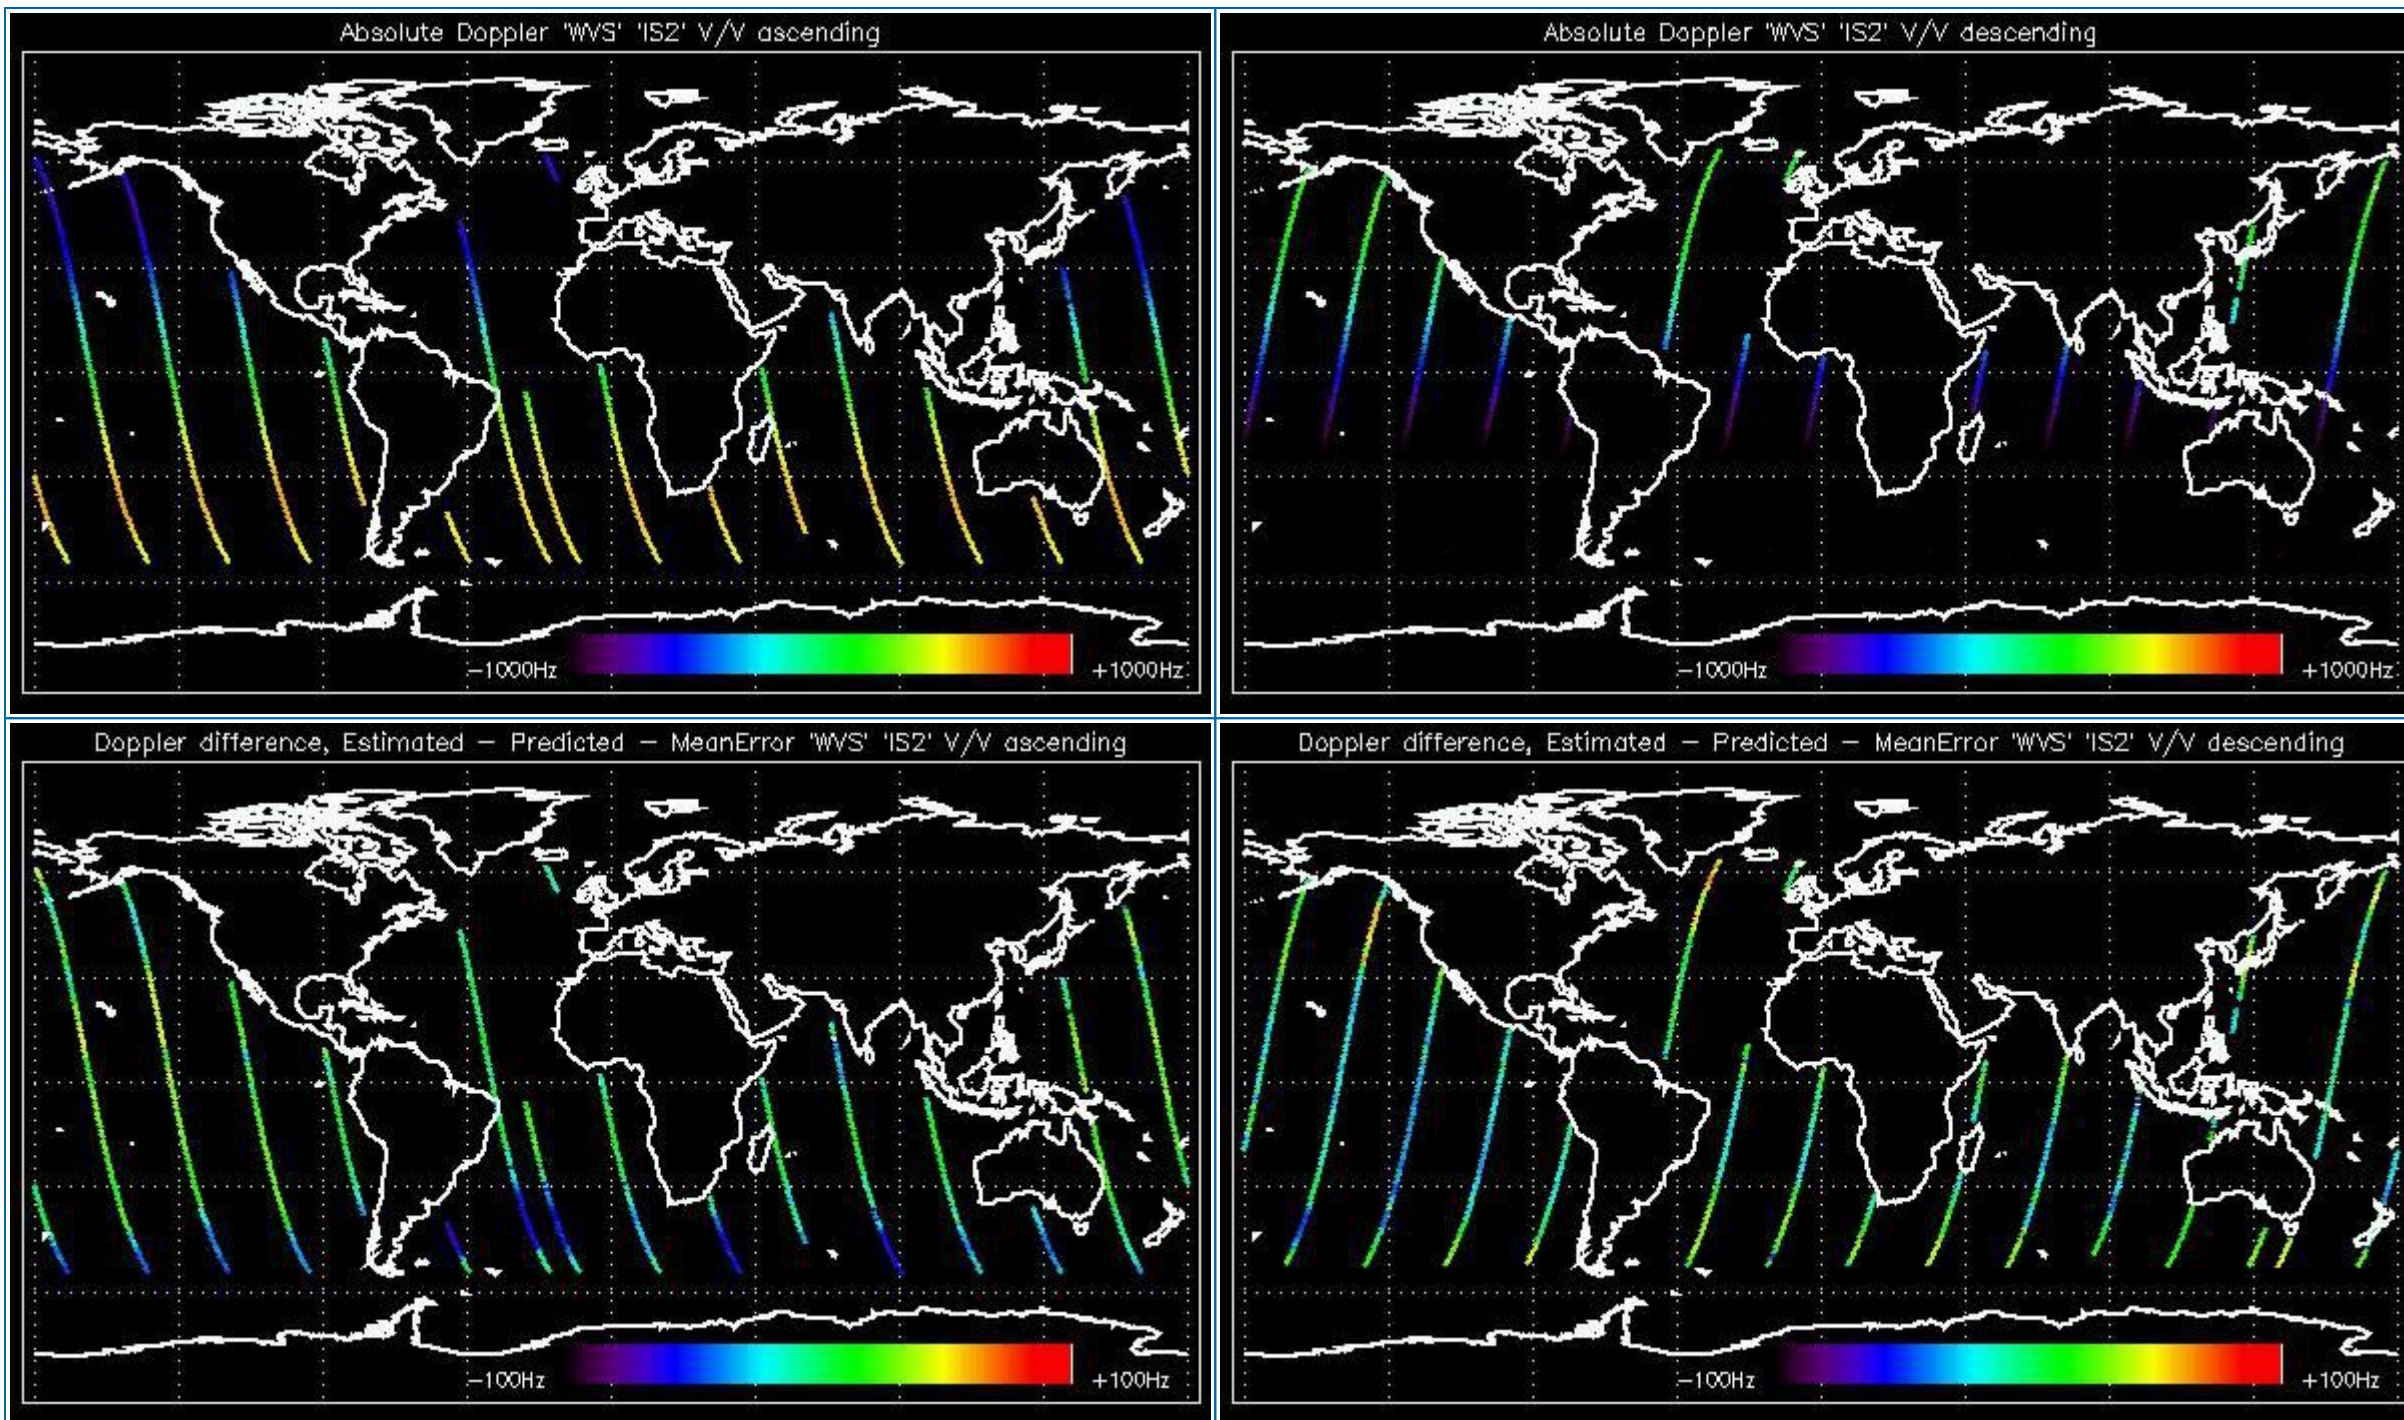 Absolute Doppler 'WVS' 'IS2' V/V ascending
-1000Hz
+1000Hz
Absolute Doppler 'WVS' 'IS2' V/V descending
-1000Hz
+1000Hz
Doppler difference, Estimated - Predicted - MeanError 'WVS' 'IS2' V/V ascending
-100Hz
+100Hz
Doppler difference, Estimated - Predicted - MeanError 'WVS' 'IS2' V/V descending
-100Hz
+100Hz